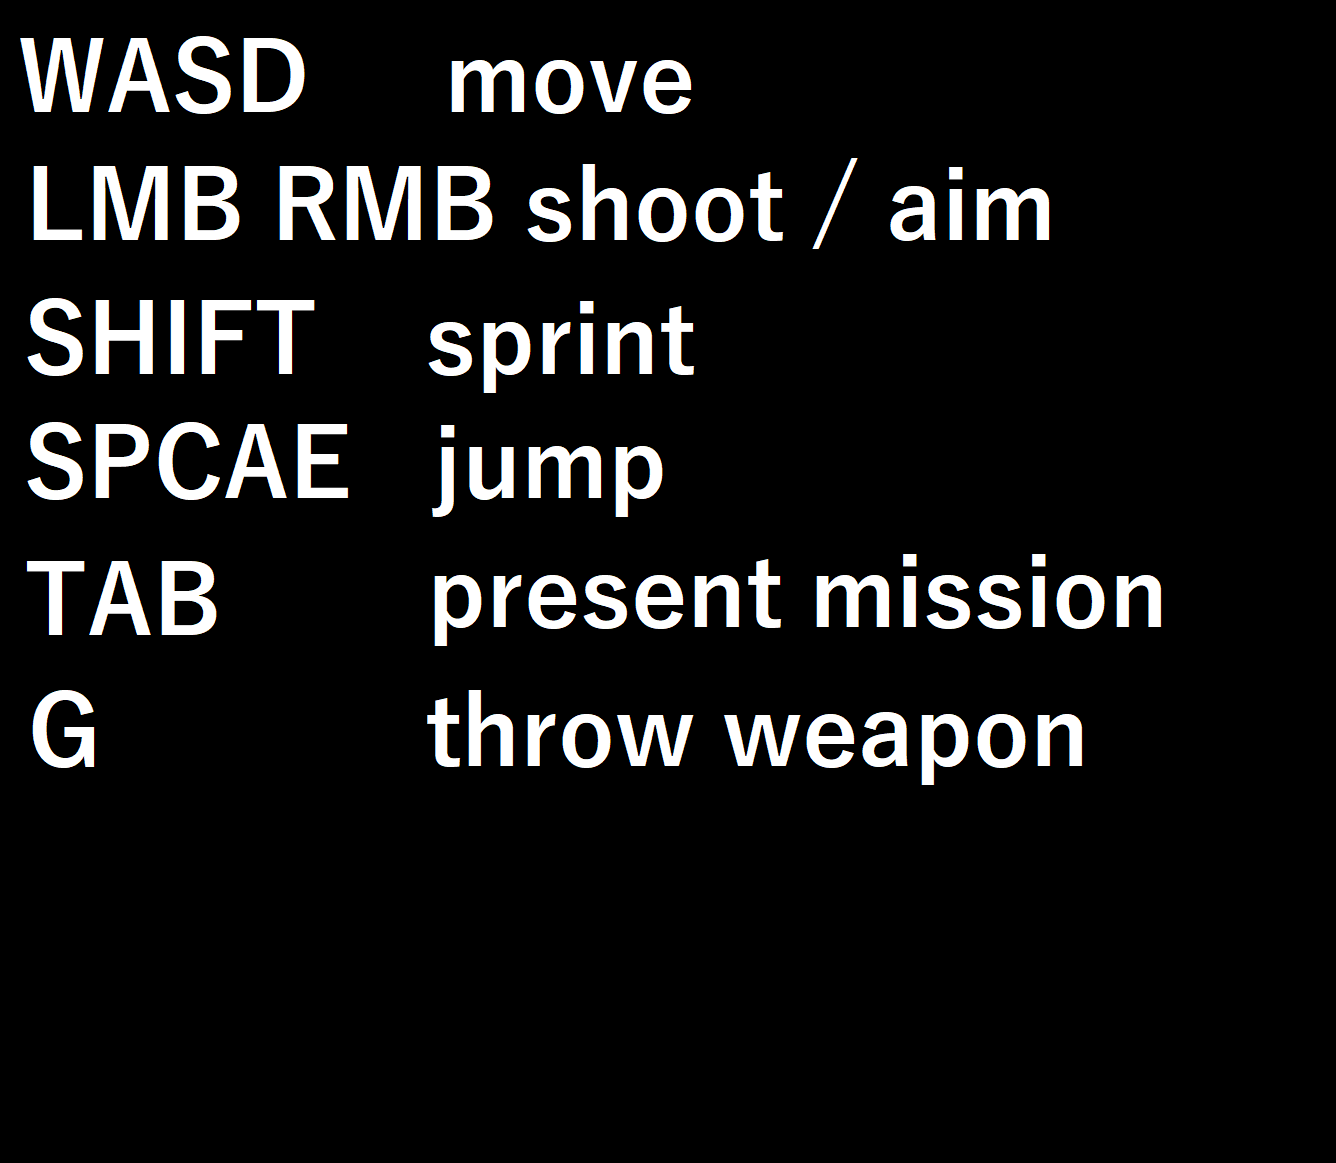 WASD move
LMB RMB shoot / aim
SHIFT sprint
SPCAE jump
TAB present mission
G throw weapon